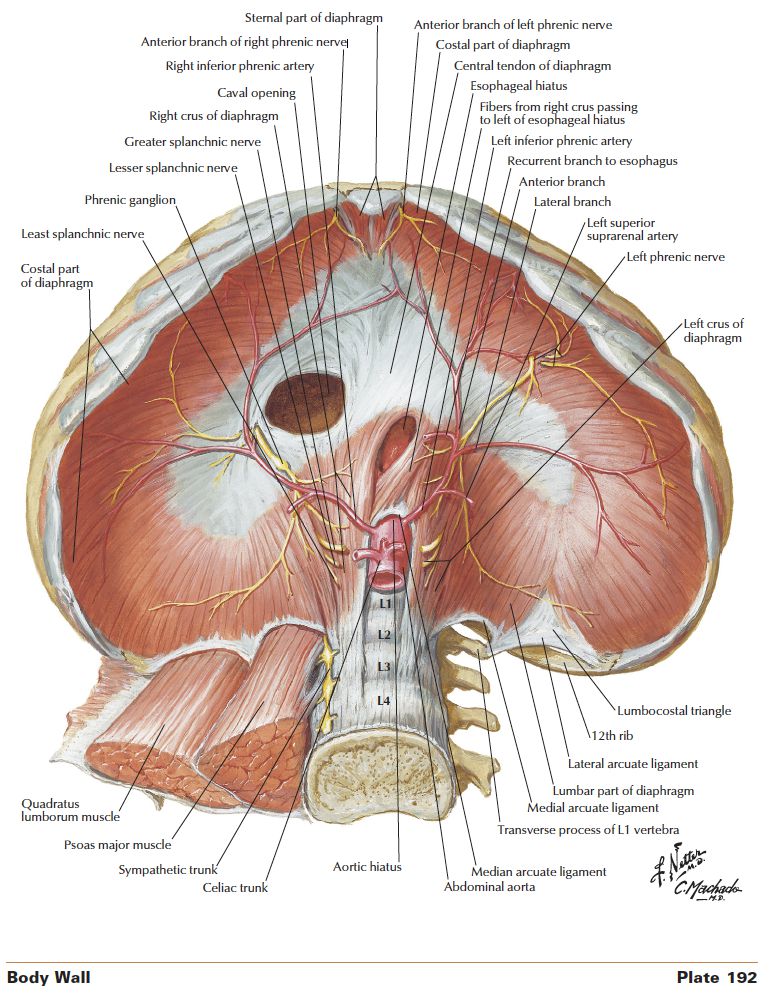 Sternal part of diaphragm
Anterior branch of right phrenic nerve
Right inferior phrenic artery
Caval opening
Right crus of diaphragm
Greater splanchnic nerve
Lesser splanchnic nerve
Phrenic ganglion
Least splanchnic nerve
Costal part
of diaphragm
Anterior branch of left phrenic nerve
Costal part of diaphragm
Central tendon of diaphragm
Esophageal hiatus
Fibers from right crus passing
to left of esophageal hiatus
Left inferior phrenic artery
Recurrent branch to esophagus
Anterior branch
Lateral branch
Left superior
suprarenal artery
Left phrenic nerve
Left crus of
diaphragm
L1
L2
L3
L4
Lumbocostal triangle
12th rib
Lateral arcuate ligament
Lumbar part of diaphragm
Medial arcuate ligament
Transverse process of L1 vertebra
Quadratus
lumborum muscle
Psoas major muscle
Sympathetic trunk
Celiac trunk
Aortic hiatus
Median arcuate ligament
Abdominal aorta
F. Netter
M.D.
C. Machado
M.D.
Body Wall
Plate 192